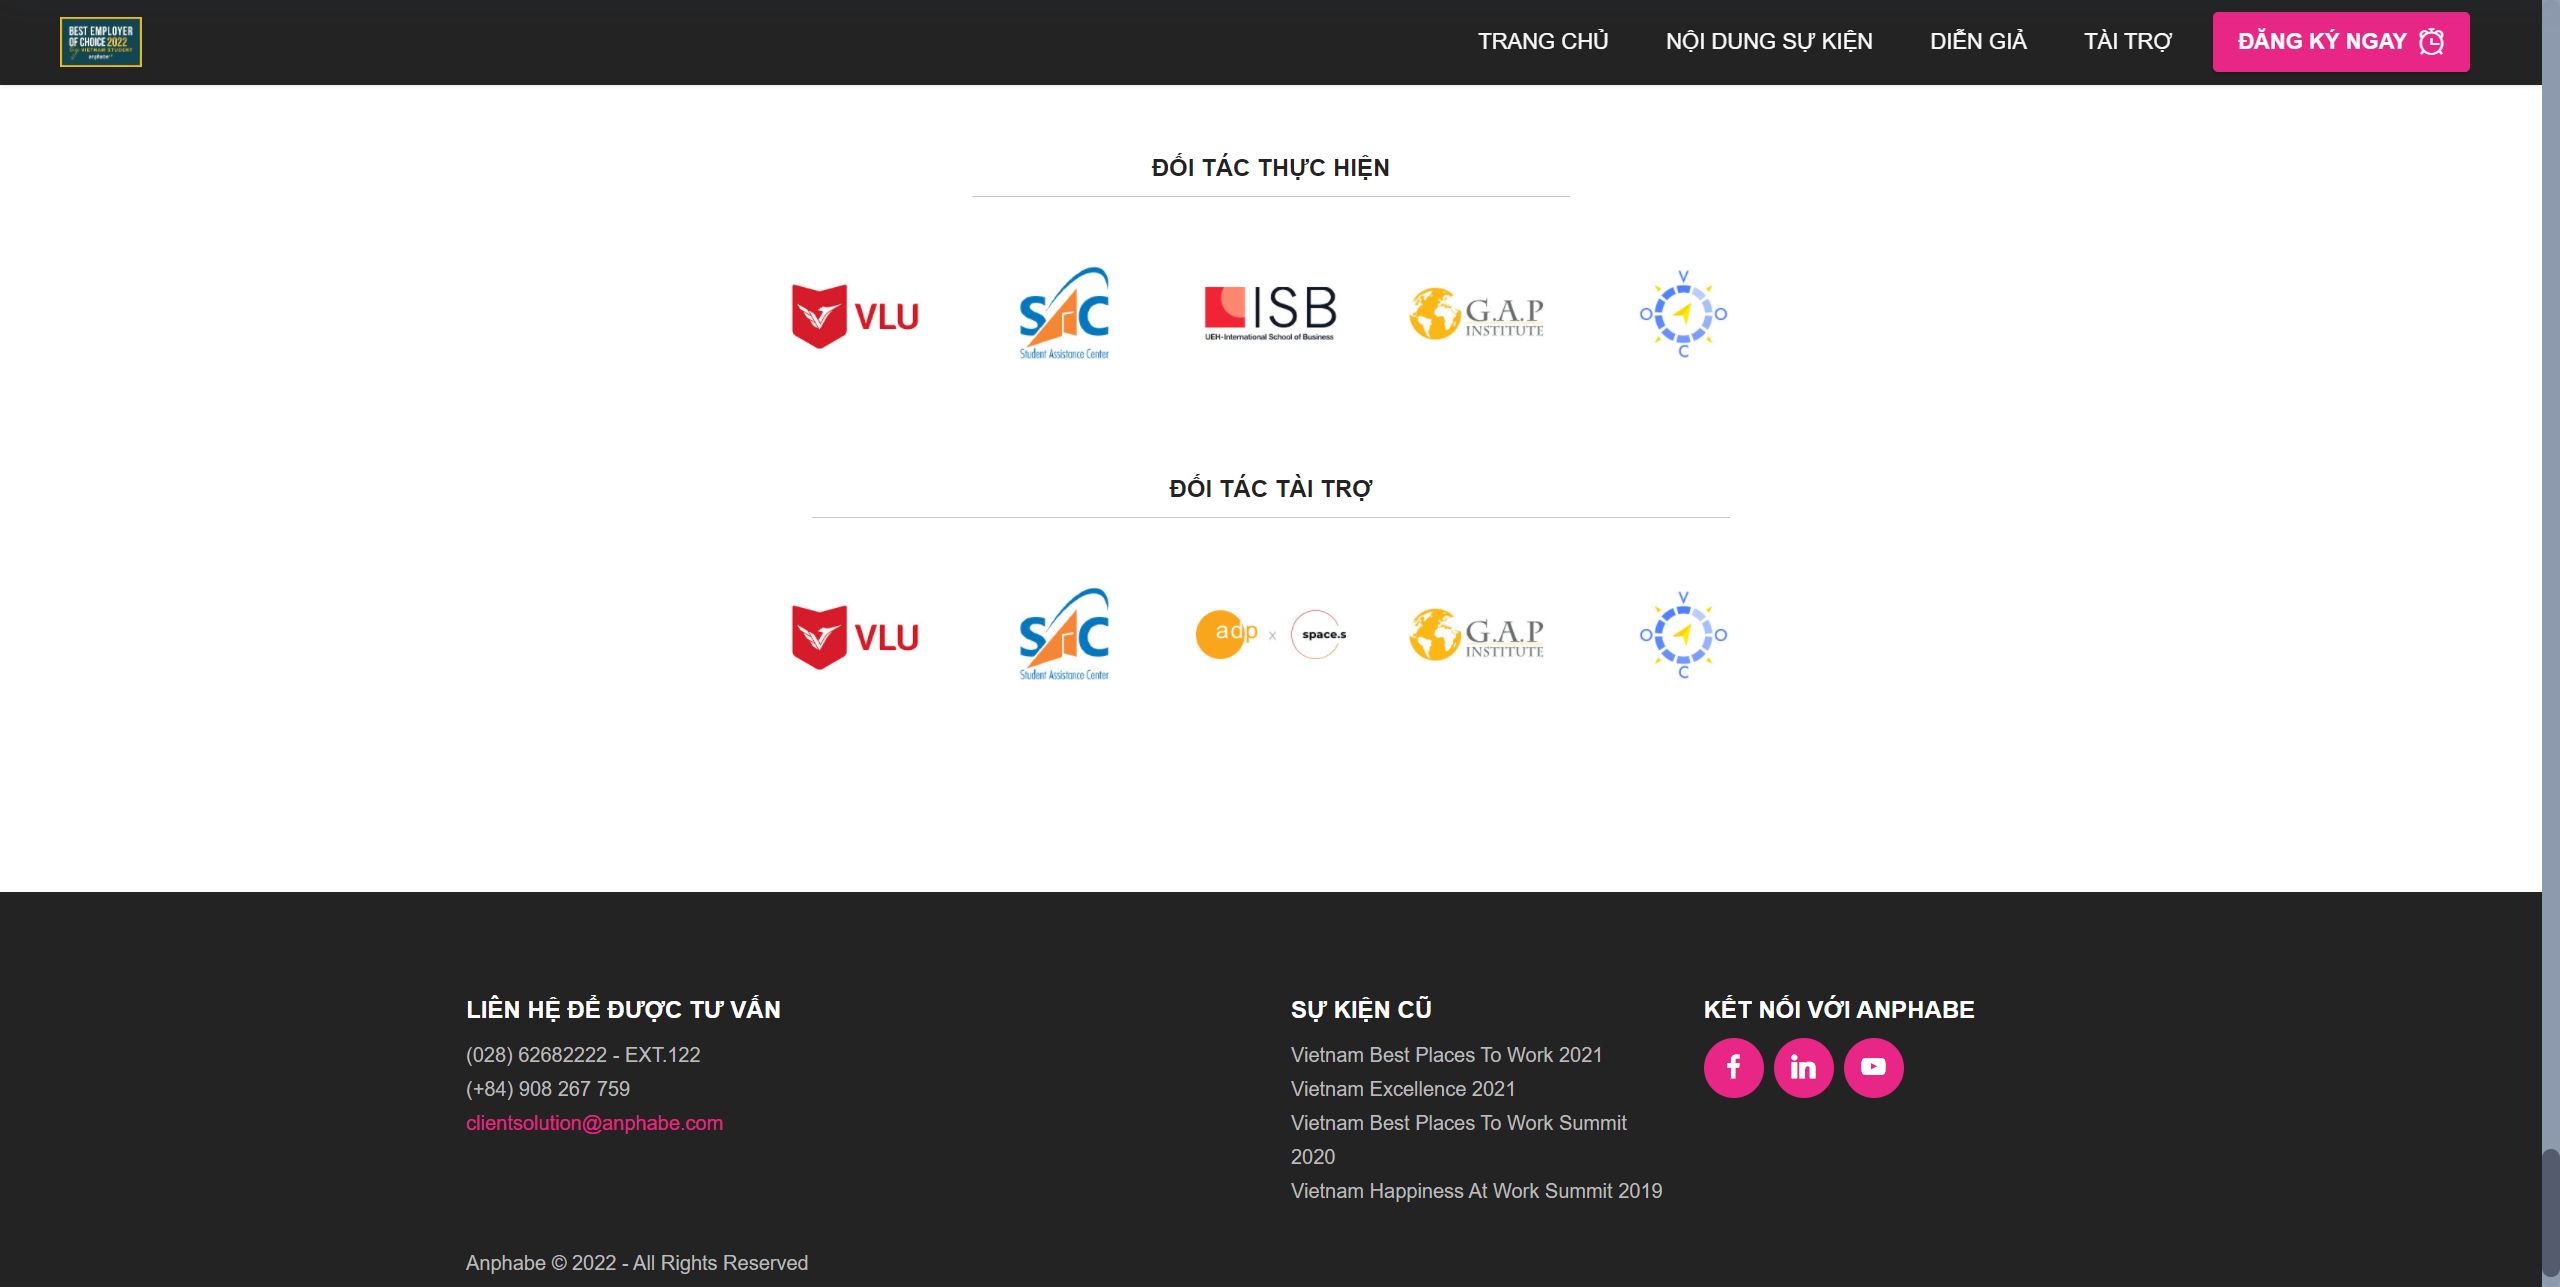 BEST EMPLOYER
OF CHOICE 2022
VIETNAM STUDENT
anphabe
TRANG CHỦ
NỘI DUNG SỰ KIỆN
DIỄN GIẢ
TÀI TRỢ
ĐĂNG KÝ NGAY
ĐỐI TÁC THỰC HIỆN
VLU
SAC
Student Assistance Center
ISB
UEH-International School of Business
G.A.P
INSTITUTE
V
O O
C
ĐỐI TÁC TÀI TRỢ
VLU
SAC
Student Assistance Center
adp x space.s
G.A.P
INSTITUTE
V
O O
C
LIÊN HỆ ĐỂ ĐƯỢC TƯ VẤN
(028) 62682222 - EXT.122
(+84) 908 267 759
clientsolution@anphabe.com
SỰ KIỆN CŨ
Vietnam Best Places To Work 2021
Vietnam Excellence 2021
Vietnam Best Places To Work Summit
2020
Vietnam Happiness At Work Summit 2019
KẾT NỐI VỚI ANPHABE
f
in
Anphabe © 2022 - All Rights Reserved